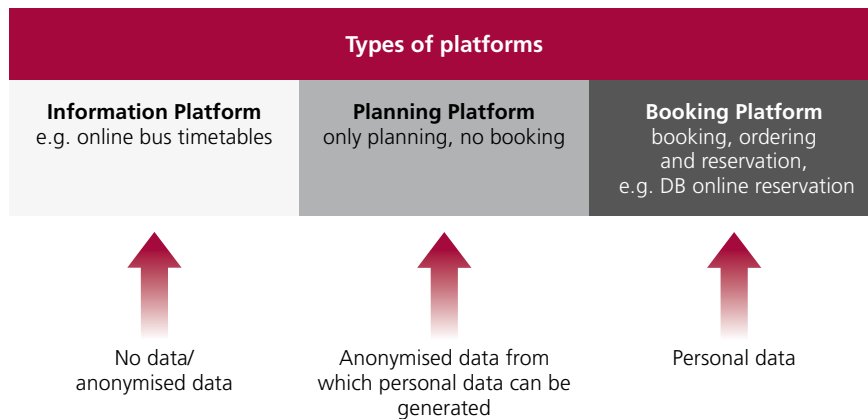 Types of platforms
Information Platform
e.g. online bus timetables
Planning Platform
only planning, no booking
Booking Platform
booking, ordering
and reservation,
e.g. DB online reservation
No data/
anonymised data
Anonymised data from
which personal data can be
generated
Personal data